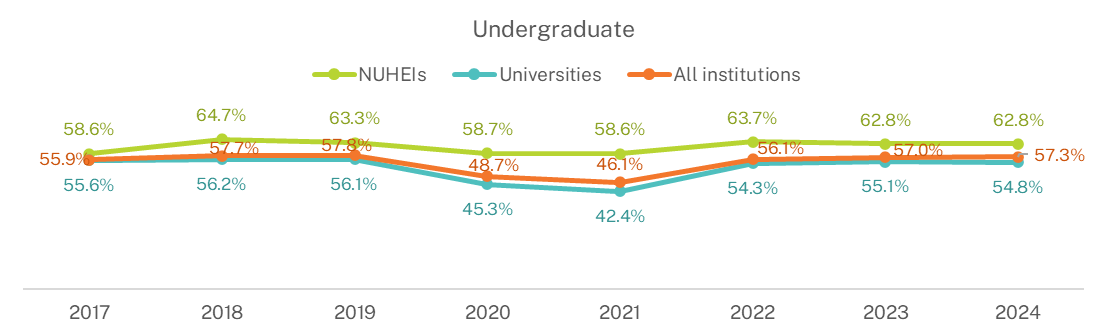 Undergraduate
NUHEIs Universities All institutions
58.6% 64.7% 63.3% 58.7% 58.6% 63.7% 62.8% 62.8%
55.9% 57.7% 57.8% 48.7% 46.1% 56.1% 57.0% 57.3%
55.6% 56.2% 56.1% 45.3% 42.4% 54.3% 55.1% 54.8%
2017 2018 2019 2020 2021 2022 2023 2024